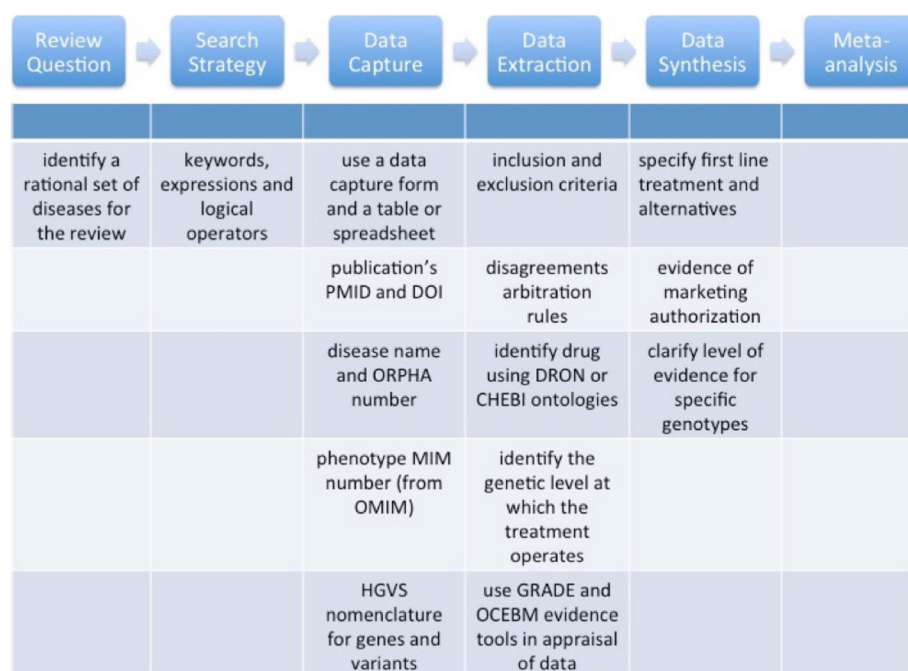 Review
Question
Search
Strategy
Data
Capture
Data
Extraction
Data
Synthesis
Meta-
analysis
identify a
rational set of
diseases for
the review
keywords,
expressions and
logical
operators
use a data
capture form
and a table or
spreadsheet
inclusion and
exclusion criteria
specify first line
treatment and
alternatives
publication's
PMID and DOI
disagreements
arbitration
rules
evidence of
marketing
authorization
disease name
and ORPHA
number
identify drug
using DRON or
CHEBI ontologies
clarify level of
evidence for
specific
genotypes
phenotype MIM
number (from
OMIM)
identify the
genetic level at
which the
treatment
operates
HGVS
nomenclature
for genes and
variants
use GRADE and
OCEBM evidence
tools in appraisal
of data